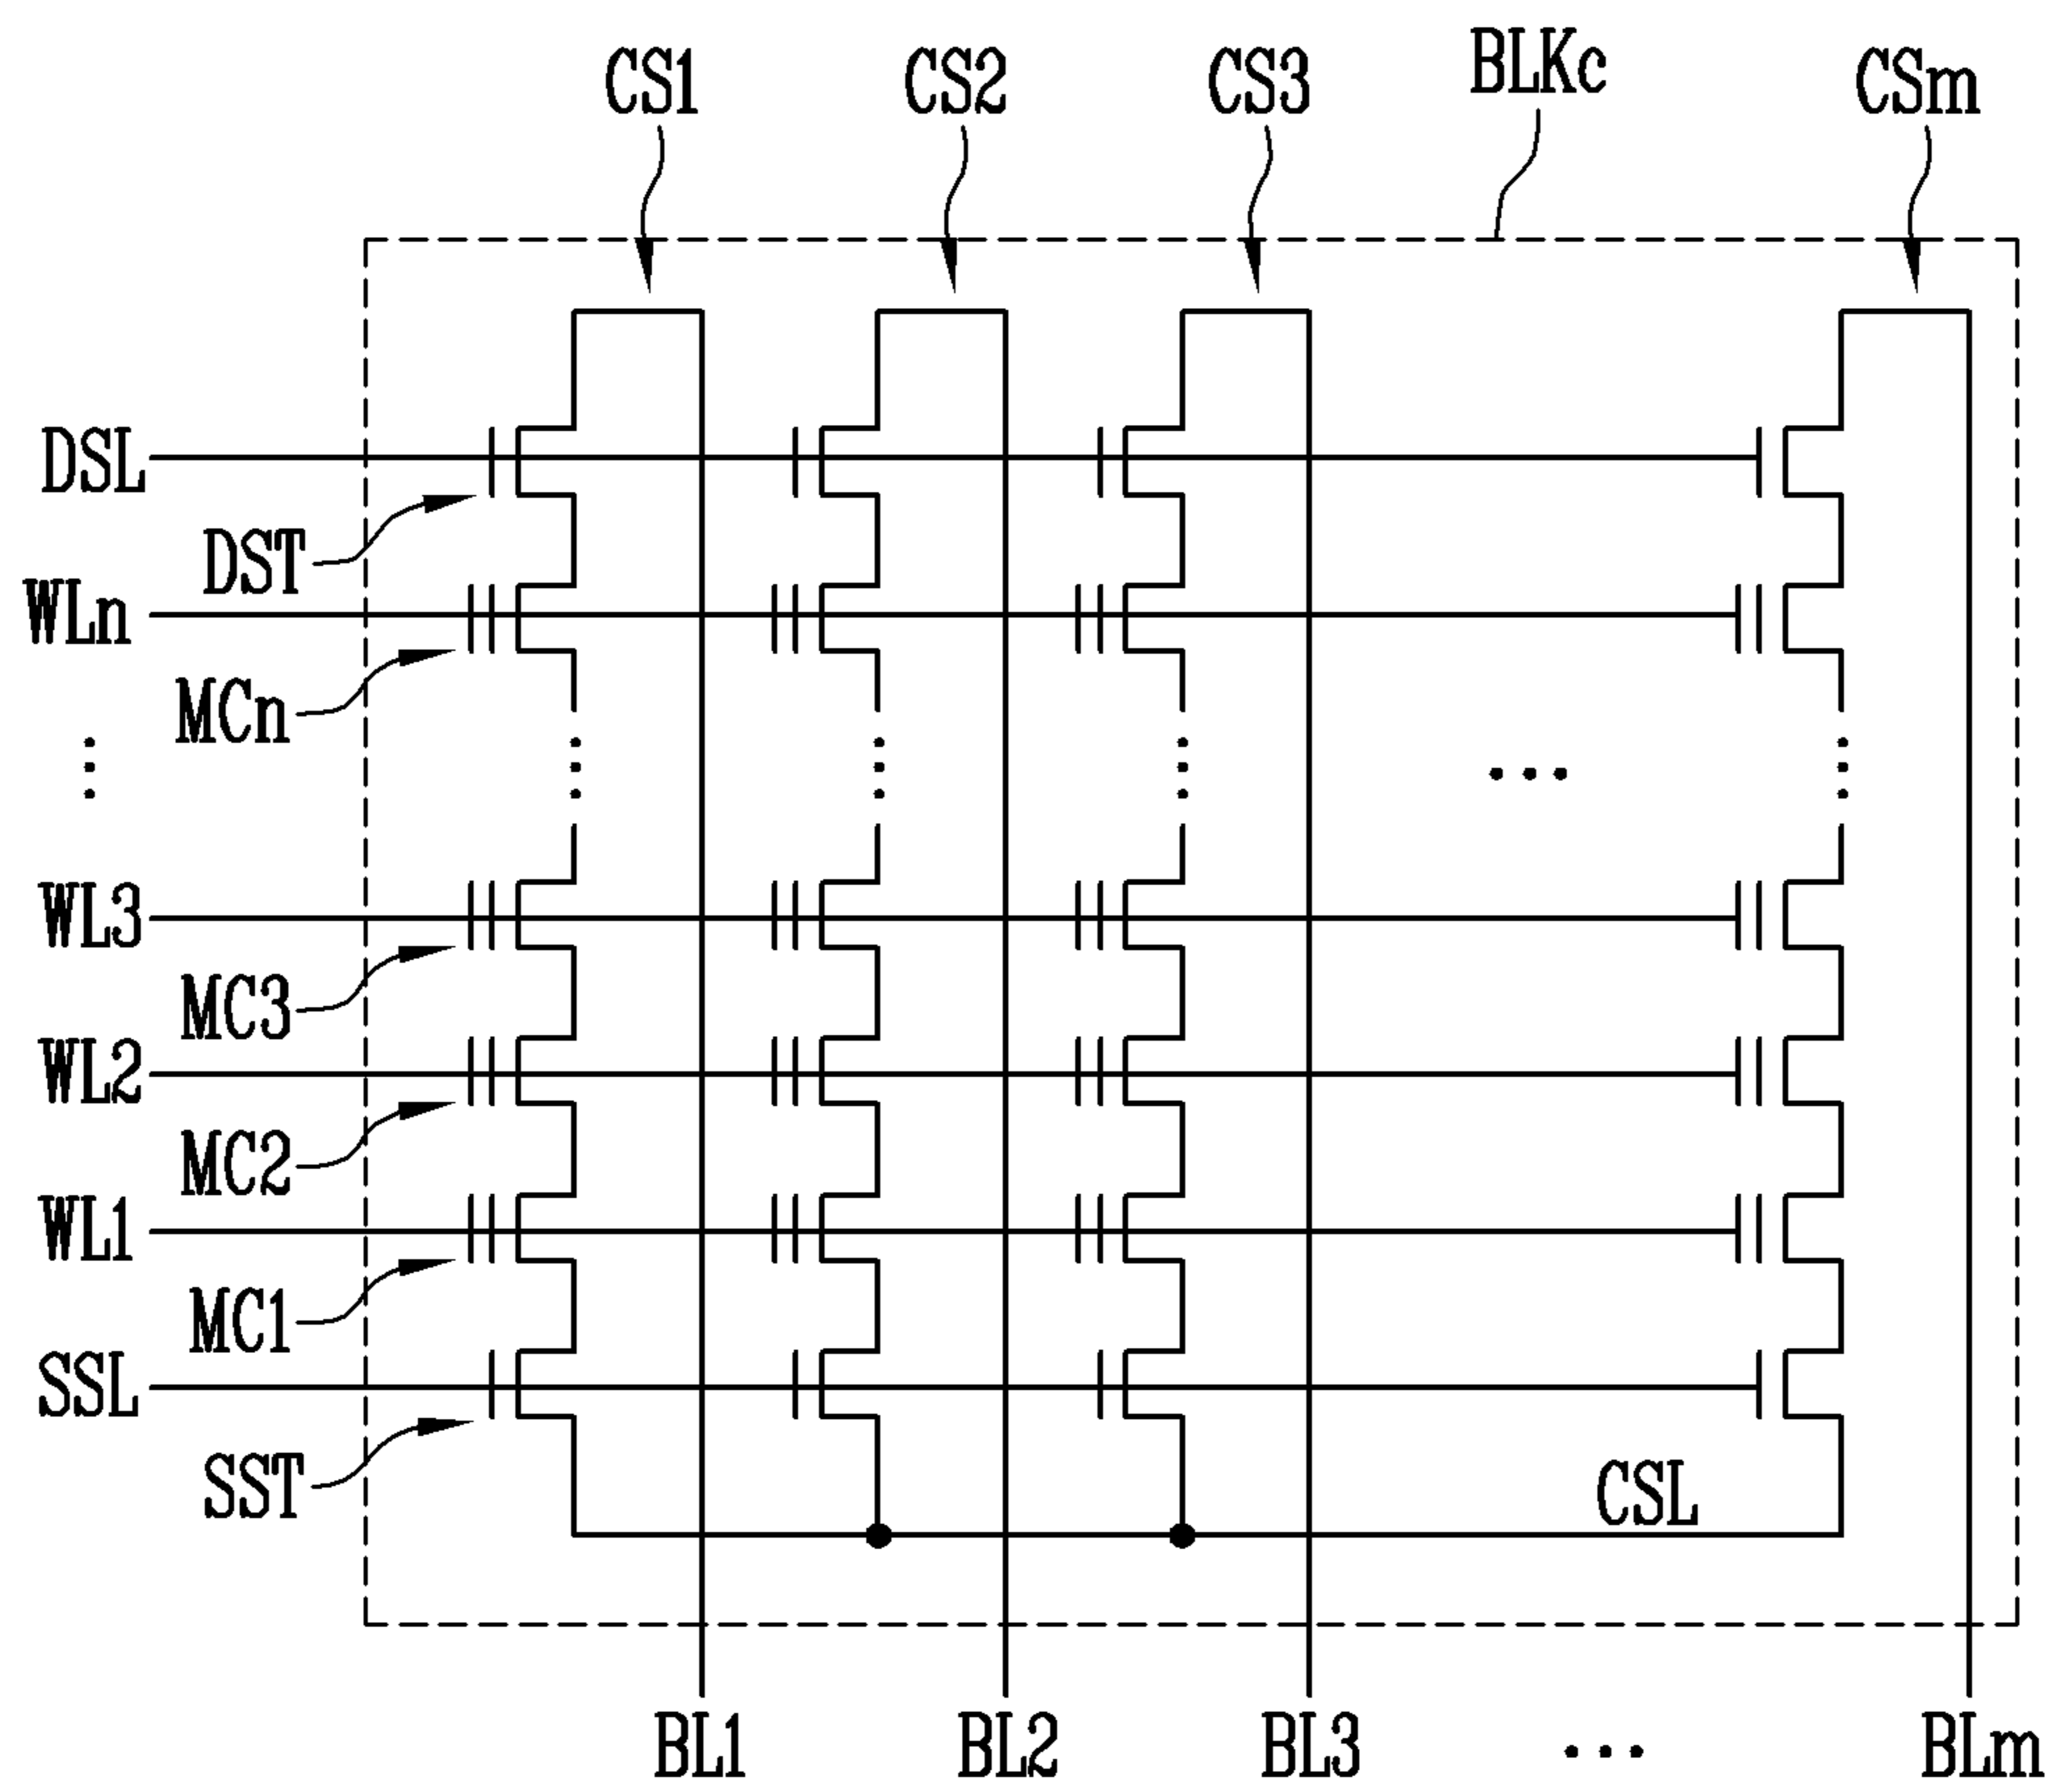 CS1 CS2 CS3 BLKc CSm
DSL
DST
WLn
MCn
⋮
...
WL3
MC3
WL2
MC2
WL1
MC1
SSL
SST
CSL
BL1 BL2 BL3 ... BLm